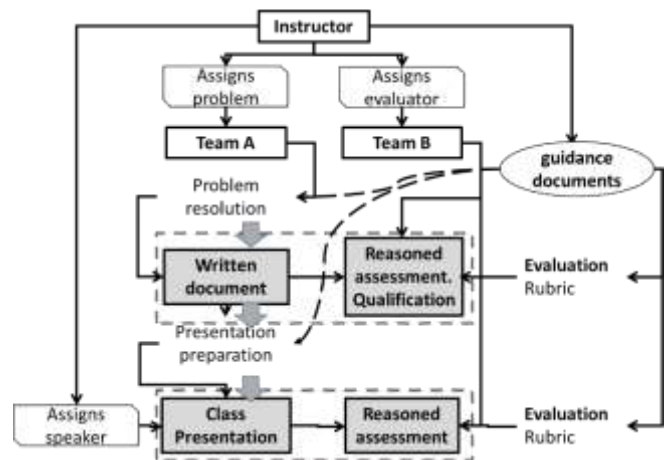 Instructor
Assigns
problem
Assigns
evaluator
Team A
Team B
guidance
documents
Problem
resolution
Written
document
Reasoned
assessment.
Qualification
Evaluation
Rubric
Presentation
preparation
Assigns
speaker
Class
Presentation
Reasoned
assessment
Evaluation
Rubric